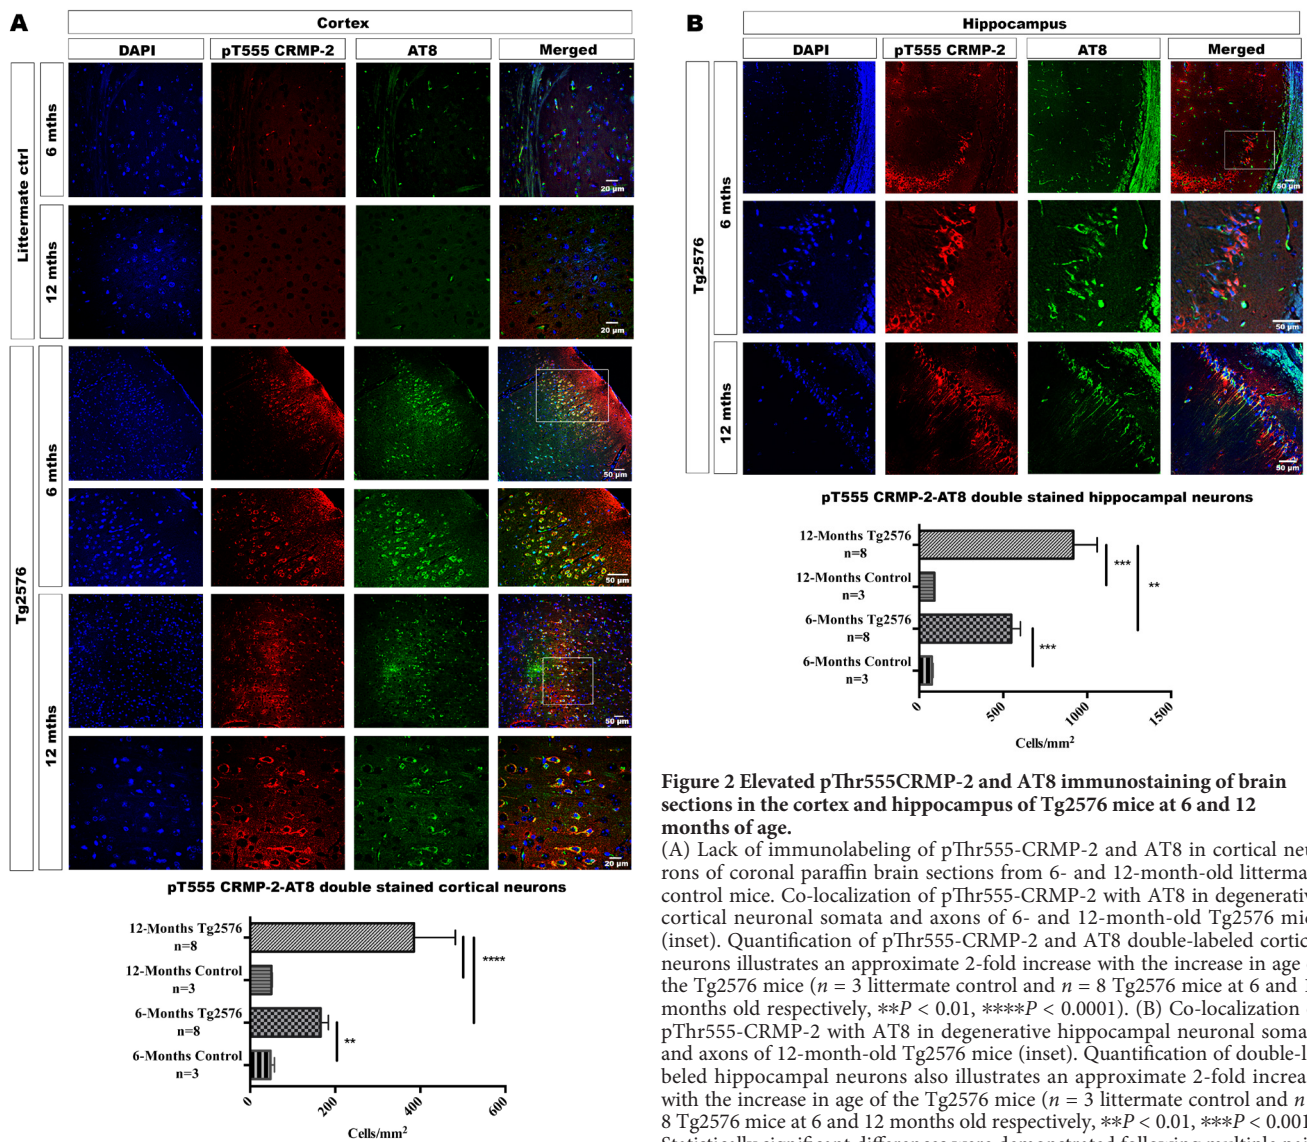 A
Cortex
DAPI
pT555 CRMP-2
AT8
Merged
Littermate ctrl
6 mths
20 µm
12 mths
20 µm
Tg2576
6 mths
50 µm
50 µm
12 mths
50 µm
20 µm
pT555 CRMP-2-AT8 double stained cortical neurons
12-Months Tg2576
n=8
12-Months Control
n=3
6-Months Tg2576
n=8
6-Months Control
n=3
****
**
0
200
400
600
Cells/mm²
B
Hippocampus
DAPI
pT555 CRMP-2
AT8
Merged
Tg2576
6 mths
50 µm
50 µm
12 mths
50 µm
pT555 CRMP-2-AT8 double stained hippocampal neurons
12-Months Tg2576
n=8
12-Months Control
n=3
6-Months Tg2576
n=8
6-Months Control
n=3
***
**
***
0
500
1000
1500
Cells/mm²
Figure 2 Elevated pThr555CRMP-2 and AT8 immunostaining of brain
sections in the cortex and hippocampus of Tg2576 mice at 6 and 12
months of age.
(A) Lack of immunolabeling of pThr555-CRMP-2 and AT8 in cortical neu
rons of coronal paraffin brain sections from 6- and 12-month-old litterma
control mice. Co-localization of pThr555-CRMP-2 with AT8 in degenerativ
cortical neuronal somata and axons of 6- and 12-month-old Tg2576 mic
(inset). Quantification of pThr555-CRMP-2 and AT8 double-labeled cortic
neurons illustrates an approximate 2-fold increase with the increase in age
the Tg2576 mice (n = 3 littermate control and n = 8 Tg2576 mice at 6 and 1
months old respectively, **P < 0.01, ****P < 0.0001). (B) Co-localization
pThr555-CRMP-2 with AT8 in degenerative hippocampal neuronal soma
and axons of 12-month-old Tg2576 mice (inset). Quantification of double-l
beled hippocampal neurons also illustrates an approximate 2-fold increa
with the increase in age of the Tg2576 mice (n = 3 littermate control and n
8 Tg2576 mice at 6 and 12 months old respectively, **P < 0.01, ***P < 0.001